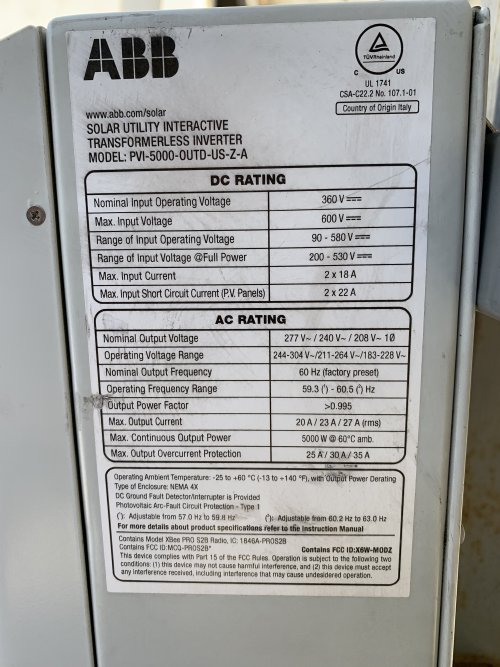 ABB
TÜVRheinland
C US
UL 1741
CSA-C22.2 No. 107.1-01
Country of Origin Italy
www.abb.com/solar
SOLAR UTILITY INTERACTIVE
TRANSFORMERLESS INVERTER
MODEL: PVI-5000-OUTD-US-Z-A
DC RATING
Nominal Input Operating Voltage 360 V
Max. Input Voltage 600 V
Range of Input Operating Voltage 90 - 580 V
Range of Input Voltage @Full Power 200 - 530 V
Max. Input Current 2 x 18 A
Max. Input Short Circuit Current (P.V. Panels) 2 x 22 A
AC RATING
Nominal Output Voltage 277 V~ / 240 V~ / 208 V~ 1Ø
Operating Voltage Range 244-304 V~/211-264 V~/183-228 V~
Nominal Output Frequency 60 Hz (factory preset)
Operating Frequency Range 59.3 (¹) - 60.5 (²) Hz
Output Power Factor >0.995
Max. Output Current 20 A / 23 A / 27 A (rms)
Max. Continuous Output Power 5000 W @ 60°C amb.
Max. Output Overcurrent Protection 25 A / 30 A / 35 A
Operating Ambient Temperature: -25 to +60 °C (-13 to +140 °F), with Output Power Derating
Type of Enclosure: NEMA 4X
DC Ground Fault Detector/Interrupter is Provided
Photovoltaic Arc-Fault Circuit Protection - Type 1
(¹): Adjustable from 57.0 Hz to 59.8 Hz (²): Adjustable from 60.2 Hz to 63.0 Hz
For more details about product specifications refer to the Instruction Manual
Contains Model XBee PRO S2B Radio, IC: 1846A-PROS2B
Contains FCC ID:MCQ-PROS2B* Contains FCC ID:X6W-MODZ
This device complies with Part 15 of the FCC Rules. Operation is subject to the following two
conditions: (1) this device may not cause harmful interference, and (2) this device must accept
any interference received, including interference that may cause undesired operation.